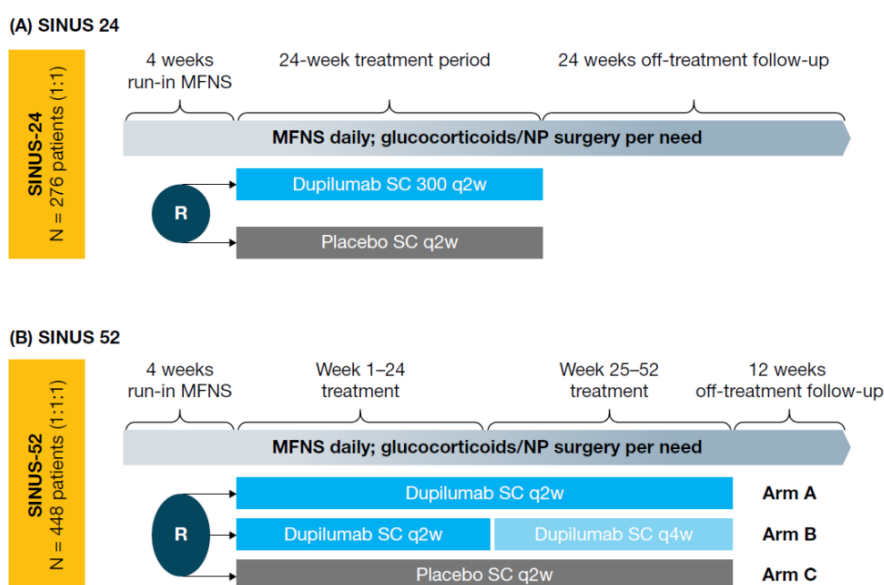 (A) SINUS 24
SINUS-24
N = 276 patients (1:1)
4 weeks
run-in MFNS
24-week treatment period
24 weeks off-treatment follow-up
MFNS daily; glucocorticoids/NP surgery per need
R
Dupilumab SC 300 q2w
Placebo SC q2w
(B) SINUS 52
SINUS-52
N = 448 patients (1:1:1)
4 weeks
run-in MFNS
Week 1–24
treatment
Week 25–52
treatment
12 weeks
off-treatment follow-up
MFNS daily; glucocorticoids/NP surgery per need
R
Dupilumab SC q2w
Arm A
Dupilumab SC q2w
Dupilumab SC q4w
Arm B
Placebo SC q2w
Arm C